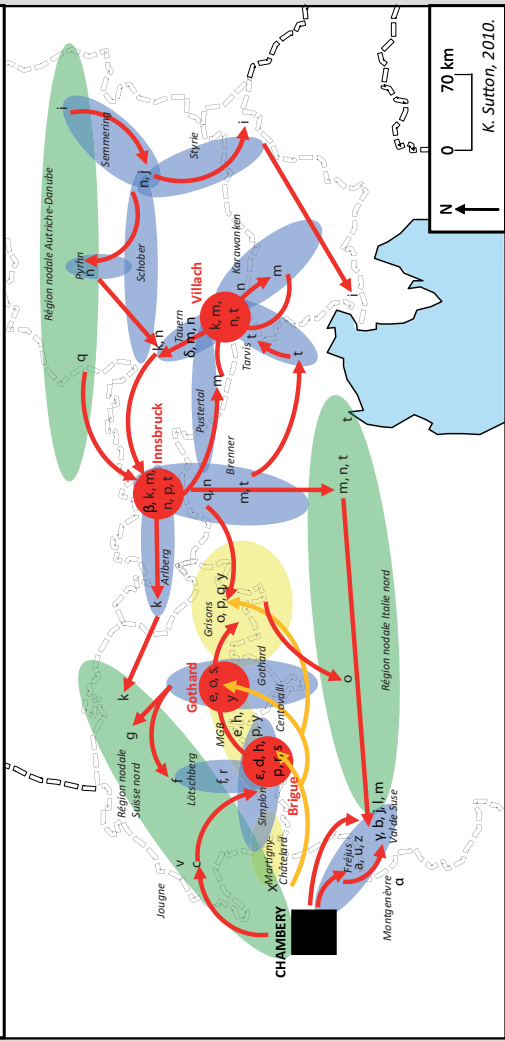 Région nodale Autriche-Danube
i
Semmering
Pyrhn
n
n, j
Styrie
q
Schober
i
Jougne
Région nodale
Suisse nord
v
c
k
g
f
Lötschberg
f, r
k
Arlberg
Innsbruck
β, k, m,
n, p, t
k, n
Tauern
δ, m, n
Villach
k, m,
n, t
Karawanken
n
m
Pustertal
m
Tarvis
t
t
Brenner
q, n
m, t
Gothard
e, o, s,
y
Grisons
o, p, q, y
Gothard
MGB
e, h,
p, y
Centovalli
Simplon
ε, d, h,
p, r, s
Brigue
Martigny-
Châtelard
X
CHAMBERY
Fréjus
a, u, z
γ, b, j, l, m
Val de Suse
Montgenèvre
α
o
m, n, t
t
i
Région nodale Italie nord
N
0
70 km
K. Sutton, 2010.